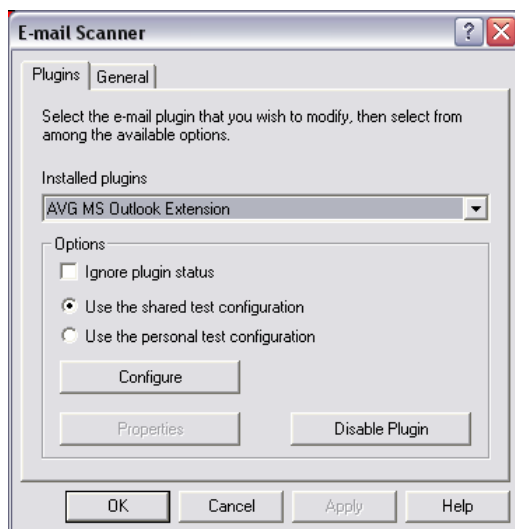 E-mail Scanner
Plugins General
Select the e-mail plugin that you wish to modify, then select from
among the available options.
Installed plugins
AVG MS Outlook Extension
Options
Ignore plugin status
Use the shared test configuration
Use the personal test configuration
Configure
Properties Disable Plugin
OK Cancel Apply Help